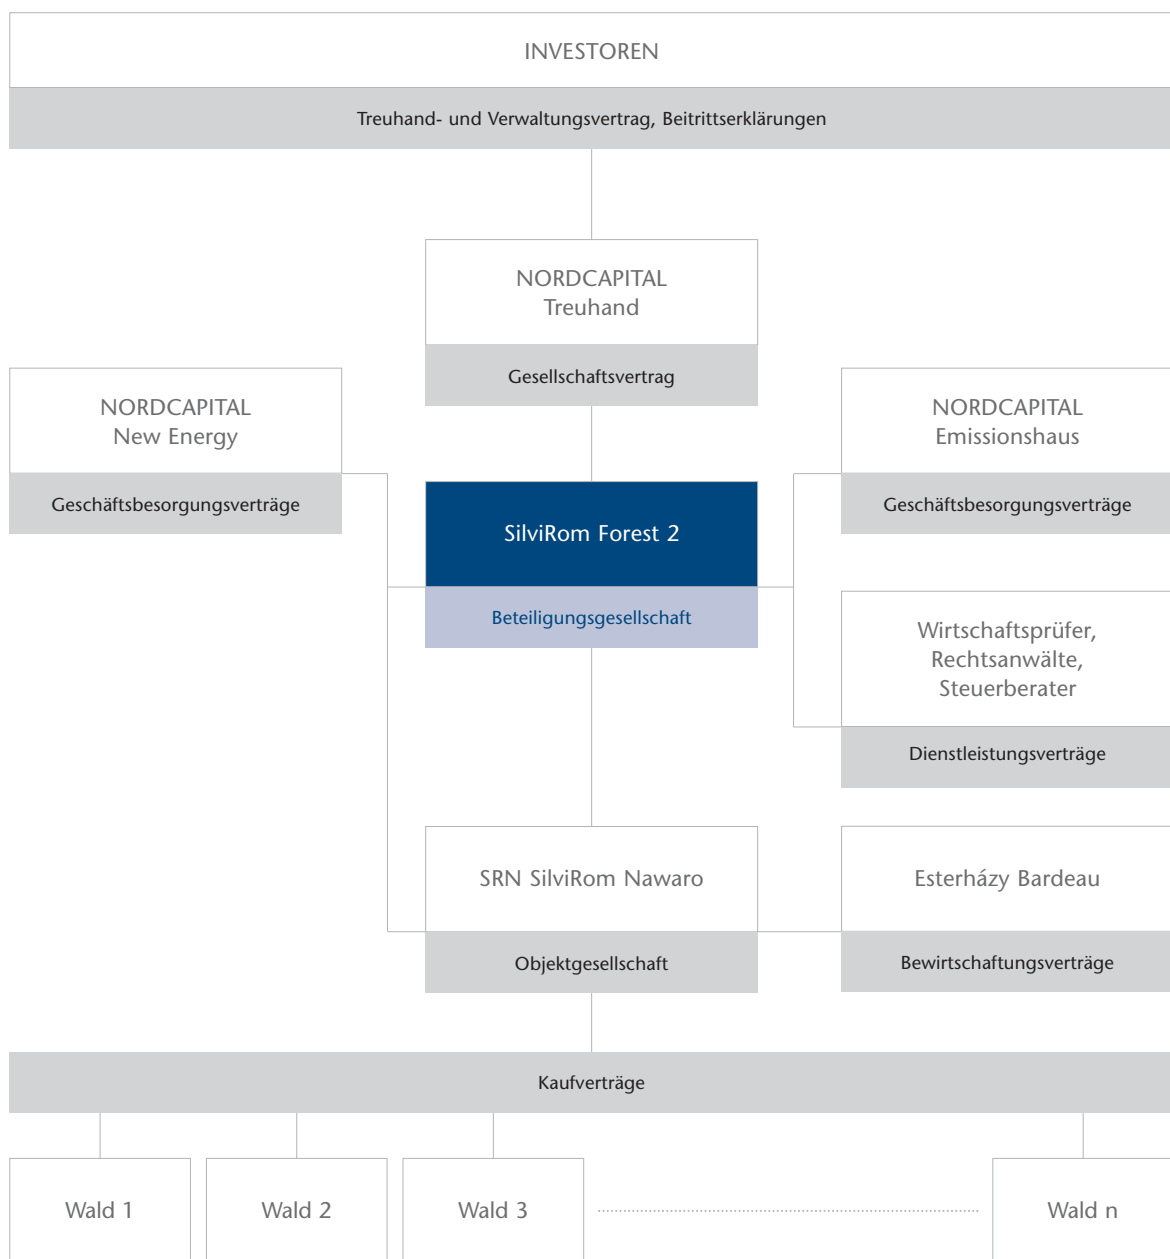 INVESTOREN
Treuhand- und Verwaltungsvertrag, Beitrittserklärungen
NORDCAPITAL
Treuhand
Gesellschaftsvertrag
NORDCAPITAL
New Energy
Geschäftsbesorgungsverträge
NORDCAPITAL
Emissionshaus
Geschäftsbesorgungsverträge
SilviRom Forest 2
Beteiligungsgesellschaft
Wirtschaftsprüfer,
Rechtsanwälte,
Steuerberater
Dienstleistungsverträge
SRN SilviRom Nawaro
Objektgesellschaft
Esterházy Bardeau
Bewirtschaftungsverträge
Kaufverträge
Wald 1
Wald 2
Wald 3
Wald n